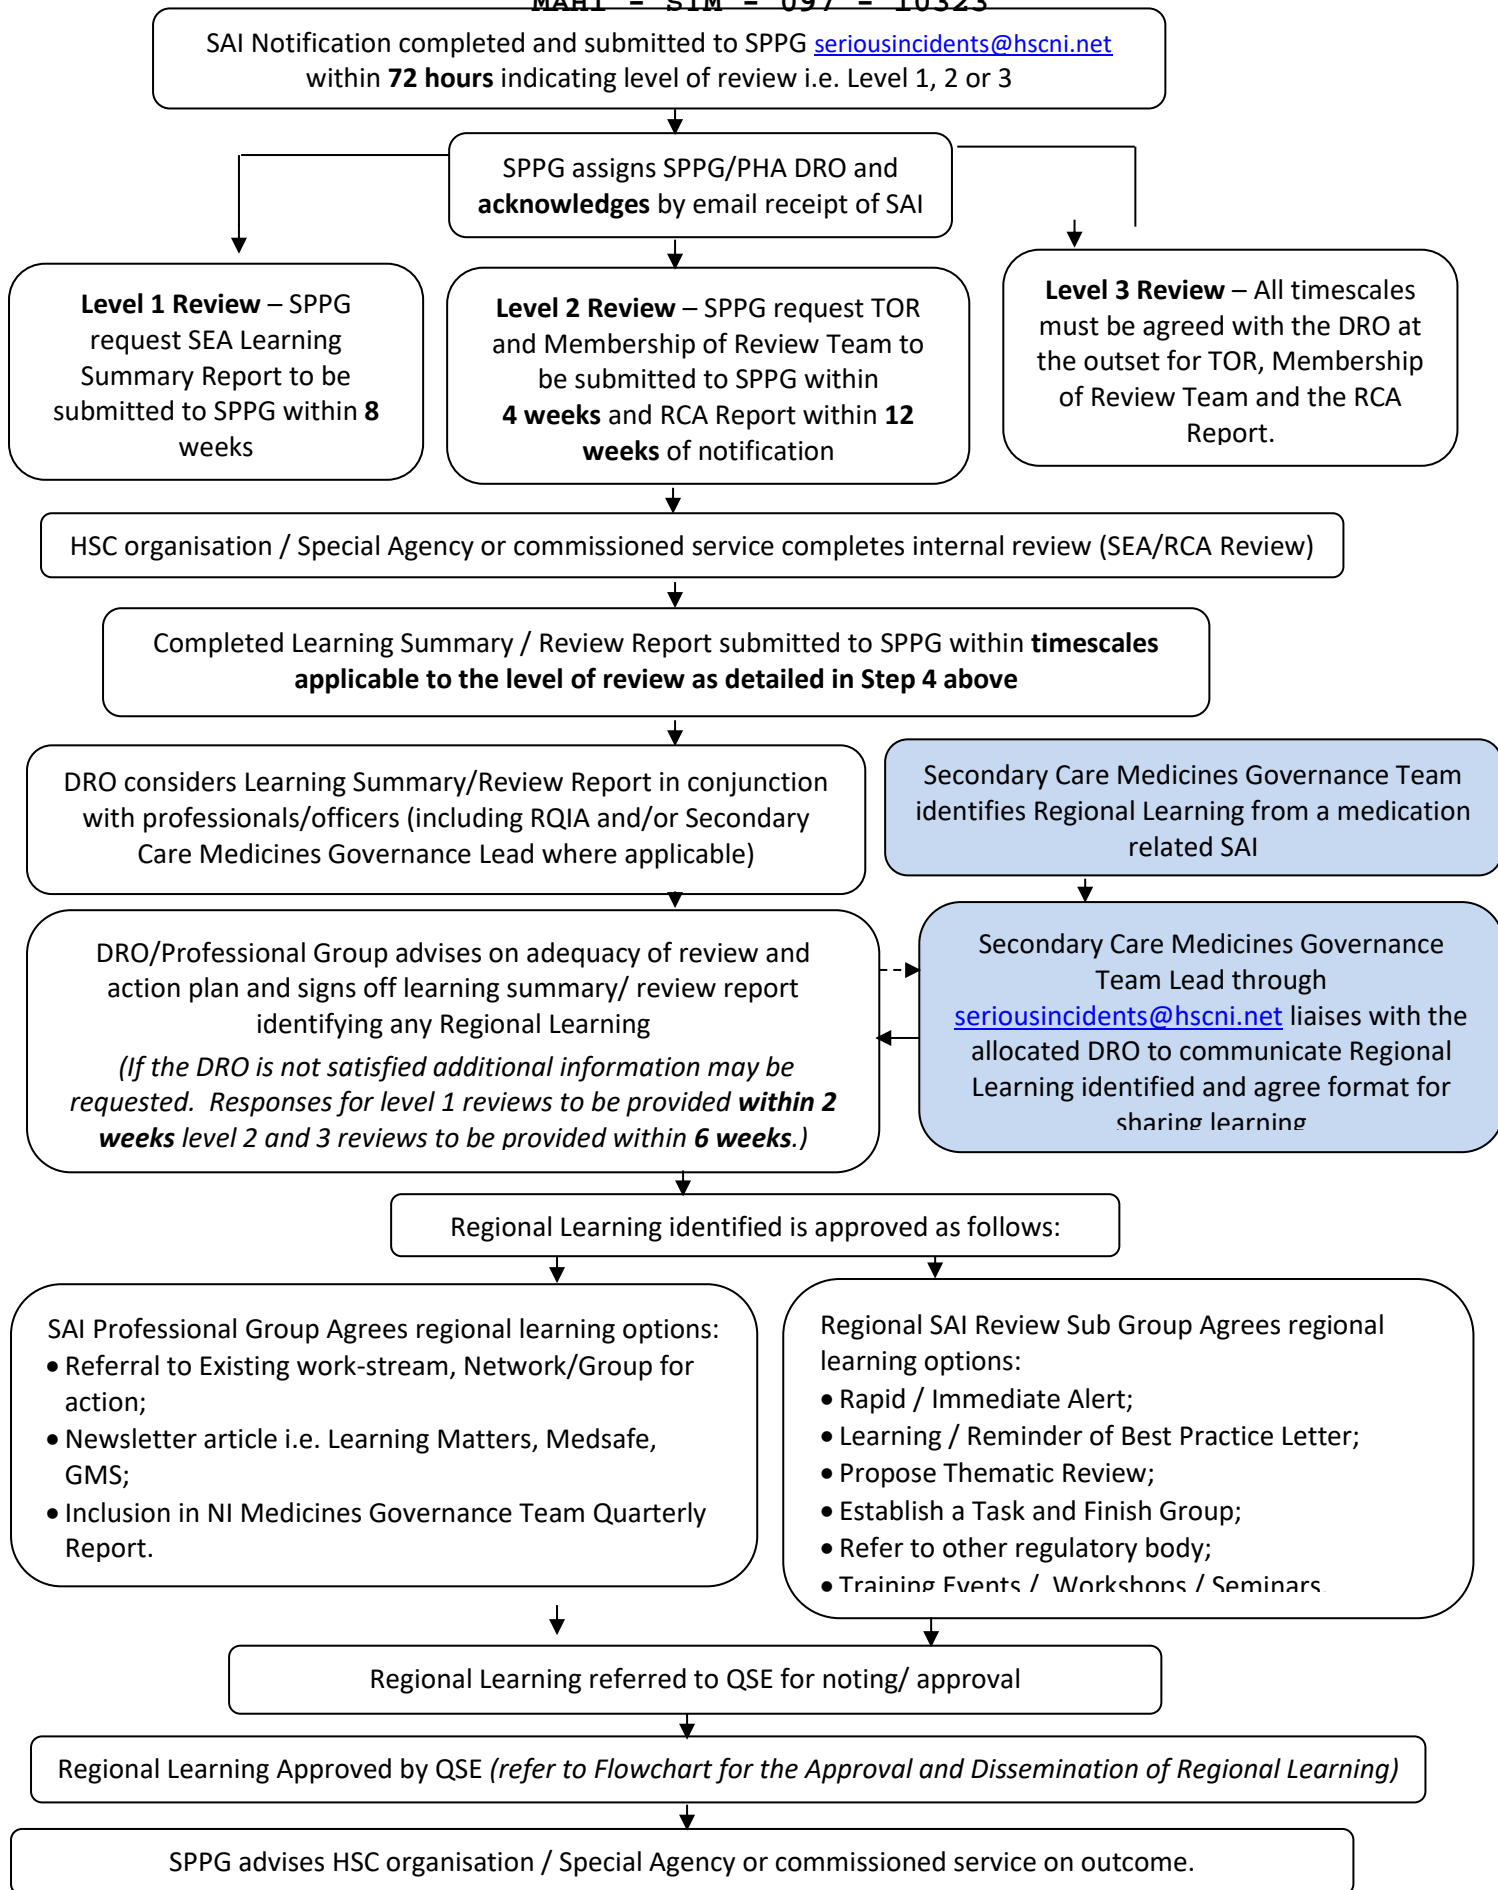 MAHI - STM - 097 - 10323
SAI Notification completed and submitted to SPPG seriousincidents@hscni.net
within 72 hours indicating level of review i.e. Level 1, 2 or 3
SPPG assigns SPPG/PHA DRO and
acknowledges by email receipt of SAI
Level 1 Review – SPPG
request SEA Learning
Summary Report to be
submitted to SPPG within 8
weeks
Level 2 Review – SPPG request TOR
and Membership of Review Team to
be submitted to SPPG within
4 weeks and RCA Report within 12
weeks of notification
Level 3 Review – All timescales
must be agreed with the DRO at
the outset for TOR, Membership
of Review Team and the RCA
Report.
HSC organisation / Special Agency or commissioned service completes internal review (SEA/RCA Review)
Completed Learning Summary / Review Report submitted to SPPG within timescales
applicable to the level of review as detailed in Step 4 above
DRO considers Learning Summary/Review Report in conjunction
with professionals/officers (including RQIA and/or Secondary
Care Medicines Governance Lead where applicable)
Secondary Care Medicines Governance Team
identifies Regional Learning from a medication
related SAI
DRO/Professional Group advises on adequacy of review and
action plan and signs off learning summary/ review report
identifying any Regional Learning
(If the DRO is not satisfied additional information may be
requested.  Responses for level 1 reviews to be provided within 2
weeks level 2 and 3 reviews to be provided within 6 weeks.)
Secondary Care Medicines Governance
Team Lead through
seriousincidents@hscni.net liaises with the
allocated DRO to communicate Regional
Learning identified and agree format for
sharing learning
Regional Learning identified is approved as follows:
SAI Professional Group Agrees regional learning options:
• Referral to Existing work-stream, Network/Group for
action;
• Newsletter article i.e. Learning Matters, Medsafe,
GMS;
• Inclusion in NI Medicines Governance Team Quarterly
Report.
Regional SAI Review Sub Group Agrees regional
learning options:
• Rapid / Immediate Alert;
• Learning / Reminder of Best Practice Letter;
• Propose Thematic Review;
• Establish a Task and Finish Group;
• Refer to other regulatory body;
• Training Events /  Workshops / Seminars.
Regional Learning referred to QSE for noting/ approval
Regional Learning Approved by QSE (refer to Flowchart for the Approval and Dissemination of Regional Learning)
SPPG advises HSC organisation / Special Agency or commissioned service on outcome.